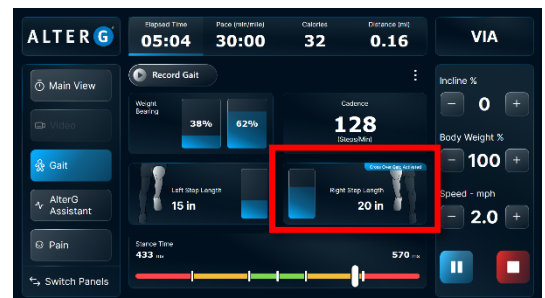 ALTERG
Elapsed Time
05:04
Pace (min/mile)
30:00
Calories
32
Distance (mi)
0.16
VIA
Main View
Video
Gait
AlterG
Assistant
Pain
Switch Panels
Record Gait
Weight
Bearing
38%
62%
Cadence
128
(Steps/Min)
Left Step Length
15 in
Cross Over Gait Activated
Right Step Length
20 in
Stance Time
433 ms
570 ms
Incline %
- 0 +
Body Weight %
- 100 +
Speed - mph
- 2.0 +